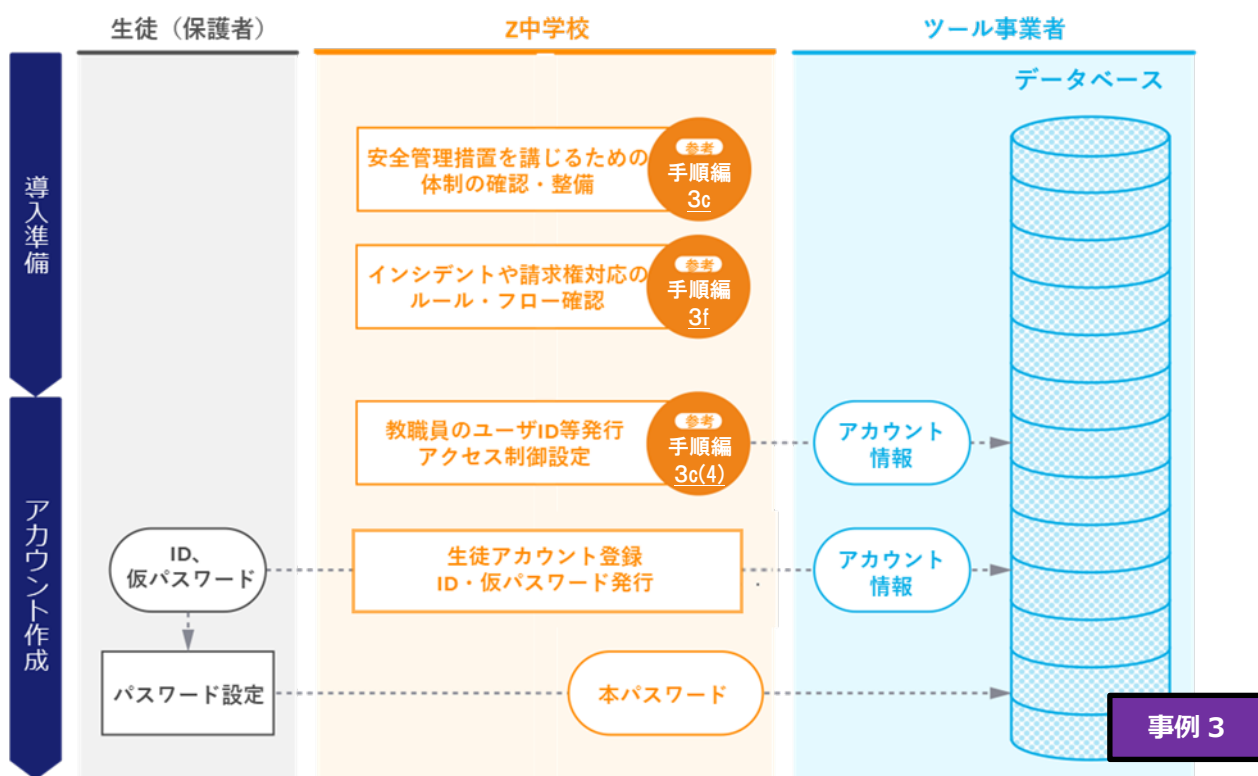 生徒（保護者）
Z中学校
ツール事業者
データベース
導入準備
安全管理措置を講じるための
体制の確認・整備
参考
手順編
3c
インシデントや請求権対応の
ルール・フロー確認
参考
手順編
3f
アカウント作成
教職員のユーザID等発行
アクセス制御設定
参考
手順編
3c(4)
アカウント
情報
ID、
仮パスワード
生徒アカウント登録
ID・仮パスワード発行
アカウント
情報
パスワード設定
本パスワード
事例 3